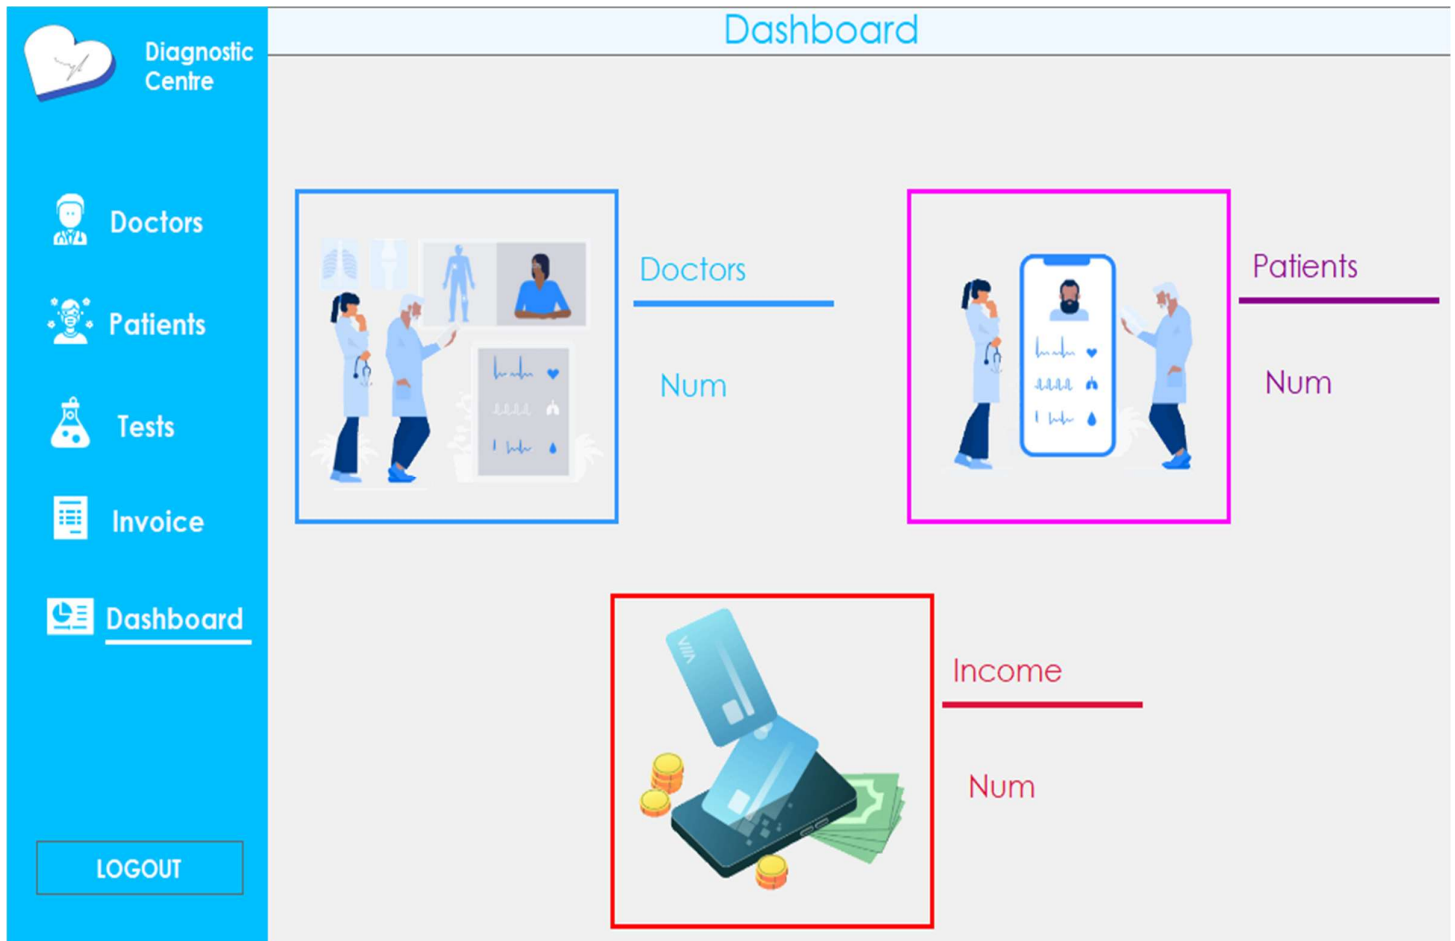 Diagnostic
Centre
Doctors
Patients
Tests
Invoice
Dashboard
LOGOUT
Dashboard
Doctors
Num
Patients
Num
Income
Num